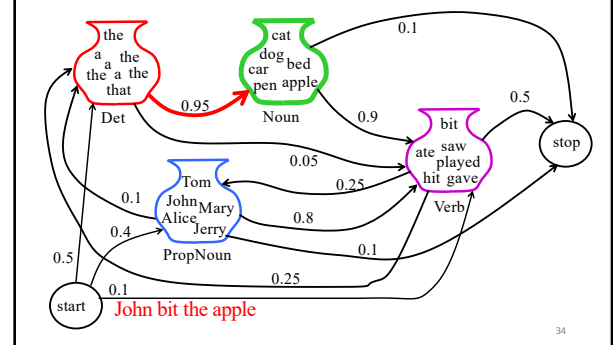 the
a the
a
the a the
that
Det
0.95
cat
dog
bed
car
pen apple
Noun
0.1
0.9
0.5
stop
bit
ate saw
played
hit gave
Verb
0.05
0.25
Tom
John
Mary
Alice
Jerry
PropNoun
0.1
0.8
0.4
0.1
0.5
0.25
0.1
start
John bit the apple
34